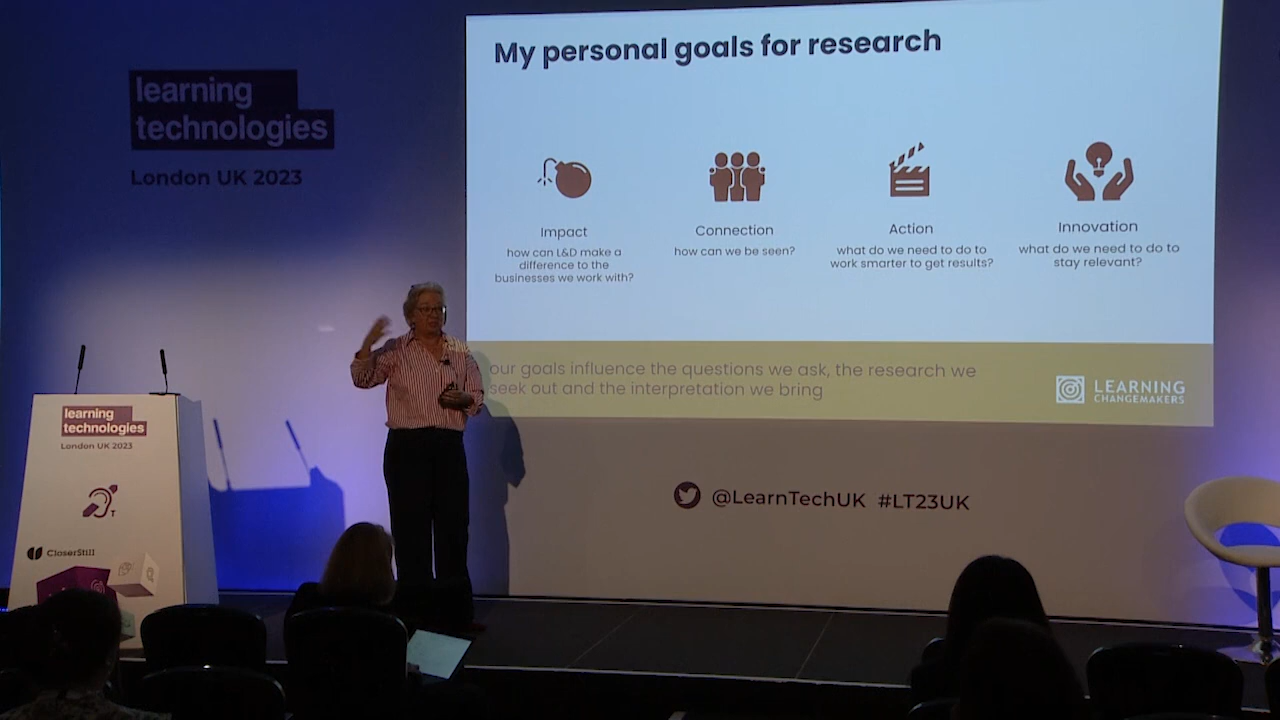 My personal goals for research
learning
technologies
London UK 2023
Impact
how can L&D make a
difference to the
businesses we work with?
Connection
how can we be seen?
Action
what do we need to do to
work smarter to get results?
Innovation
what do we need to do to
stay relevant?
our goals influence the questions we ask, the research we
seek out and the interpretation we bring
LEARNING
CHANGEMAKERS
learning
technologies
London UK 2023
T
CloserStill
@LearnTechUK #LT23UK